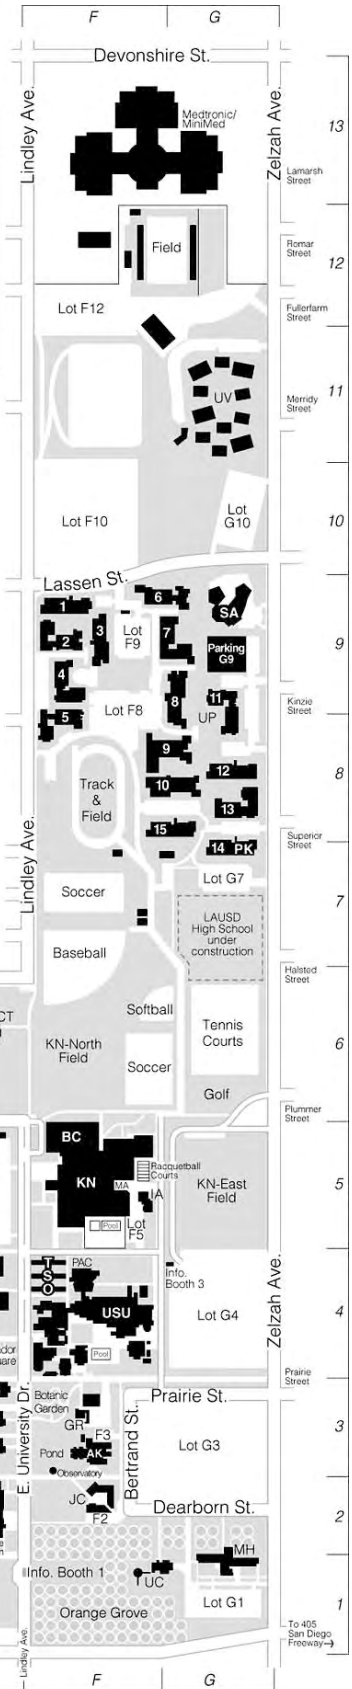 F
G
Devonshire St.
Lindley Ave.
Zelzah Ave.
Medtronic/
MiniMed
13
Lamarsh
Street
Field
Romar
Street
12
Lot F12
Fullerfarm
Street
UV
11
Merridy
Street
Lot F10
Lot
G10
10
Lassen St.
1
6
SA
2
3
Lot
F9
7
Parking
G9
9
4
8
11
Kinzie
Street
5
Lot F8
UP
9
Track
&
Field
10
12
8
13
Lindley Ave.
15
14
PK
Superior
Street
Lot G7
Soccer
LAUSD
High School
under
construction
7
Baseball
Halsted
Street
CT
Softball
Tennis
Courts
KN-North
Field
6
Soccer
Golf
Plummer
Street
BC
Racquetball
Courts
KN
MA
IA
KN-East
Field
5
Pool
Lot
F5
T
S
O
PAC
Info.
Booth 3
USU
Lot G4
4
Zelzah Ave.
Pool
Prairie
Street
E. University Dr.
Botanic
Garden
Prairie St.
GR
Bertrand St.
F3
Pond
AK
Lot G3
3
Observatory
JC
F2
Dearborn St.
2
MH
Info. Booth 1
UC
Orange Grove
Lot G1
1
To 405
San Diego
Freeway→
Lindley Ave.
F
G